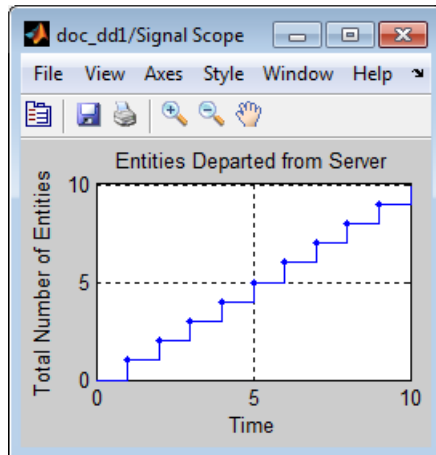 doc_dd1/Signal Scope
File View Axes Style Window Help
Entities Departed from Server
Total Number of Entities
10
5
0
0 5 10
Time